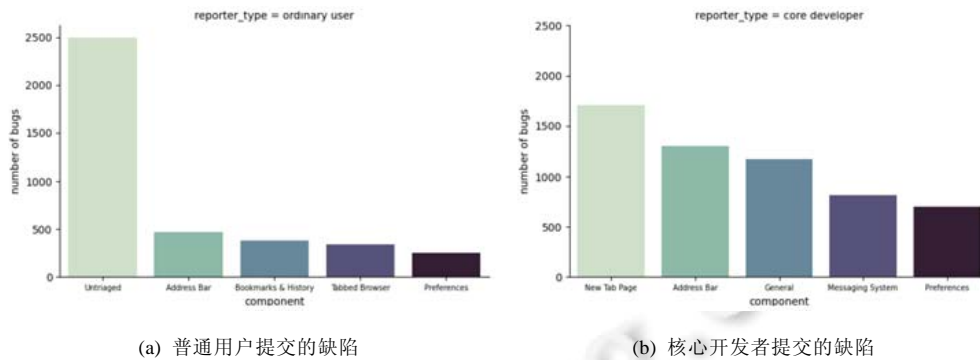 reporter_type = ordinary user
2500
2000
1500
1000
500
0
number of bugs
Untriaged
Address Bar
Bookmarks & History
Tabbed Browser
Preferences
component
(a) 普通用户提交的缺陷
reporter_type = core developer
2500
2000
1500
1000
500
0
number of bugs
New Tab Page
Address Bar
General
Messaging System
Preferences
component
(b) 核心开发者提交的缺陷